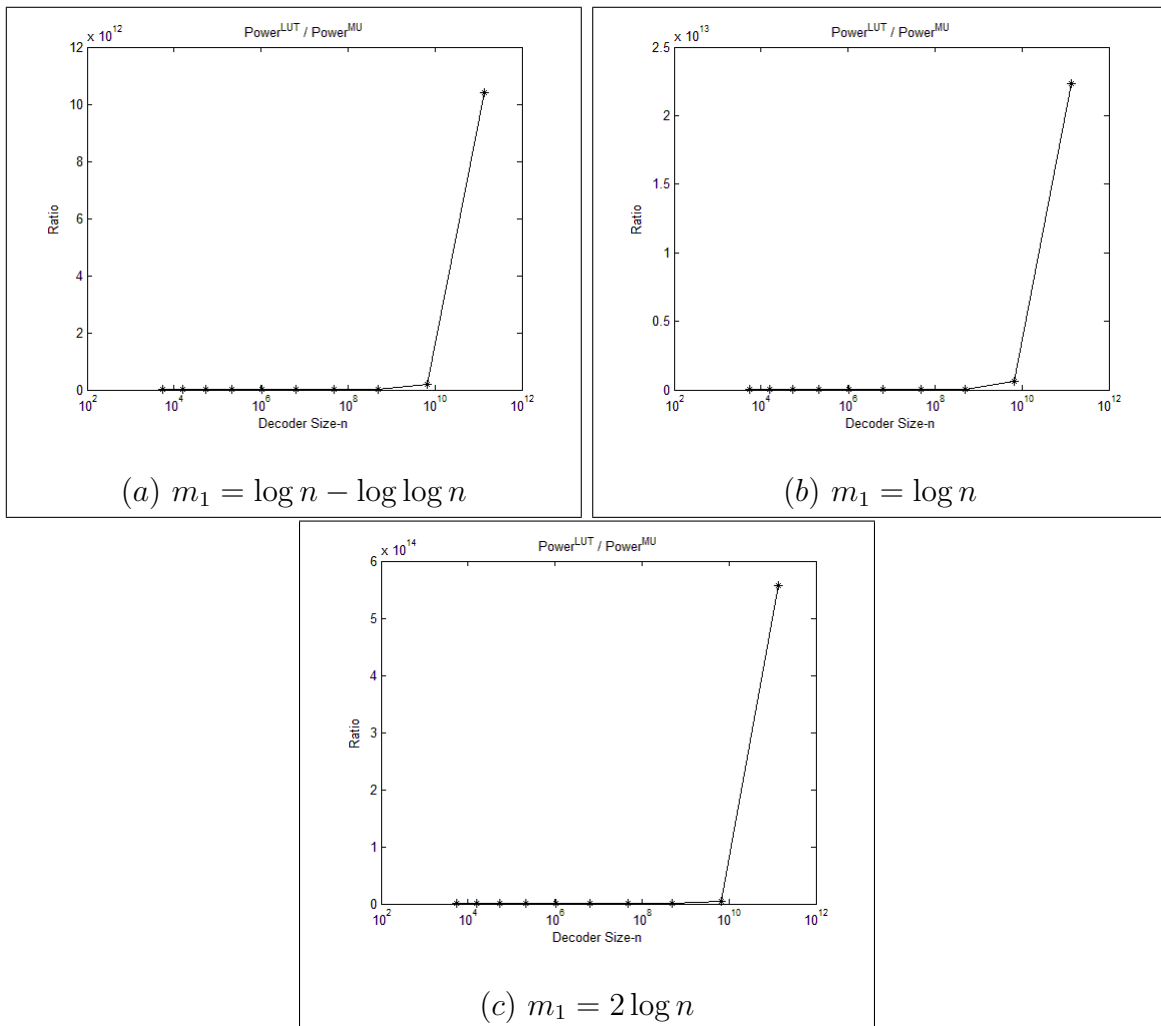 Power^LUT / Power^MU
x 10^12
12
10
8
6
4
2
0
Ratio
10^2 10^4 10^6 10^8 10^10 10^12
Decoder Size-n
(a) m_1 = log n − log log n
Power^LUT / Power^MU
x 10^13
2.5
2
1.5
1
0.5
0
Ratio
10^2 10^4 10^6 10^8 10^10 10^12
Decoder Size-n
(b) m_1 = log n
Power^LUT / Power^MU
x 10^14
6
5
4
3
2
1
0
Ratio
10^2 10^4 10^6 10^8 10^10 10^12
Decoder Size-n
(c) m_1 = 2 log n